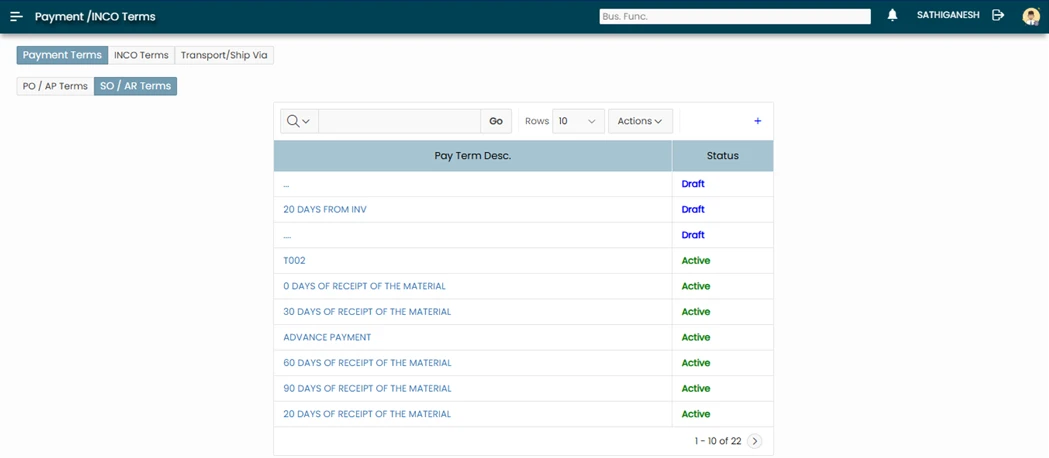 Payment /INCO Terms
Bus. Func.
SATHIGANESH
Payment Terms INCO Terms Transport/Ship Via
PO / AP Terms SO / AR Terms
Go Rows 10 Actions +
Pay Term Desc. Status
... Draft
20 DAYS FROM INV Draft
.... Draft
T002 Active
0 DAYS OF RECEIPT OF THE MATERIAL Active
30 DAYS OF RECEIPT OF THE MATERIAL Active
ADVANCE PAYMENT Active
60 DAYS OF RECEIPT OF THE MATERIAL Active
90 DAYS OF RECEIPT OF THE MATERIAL Active
20 DAYS OF RECEIPT OF THE MATERIAL Active
1 - 10 of 22